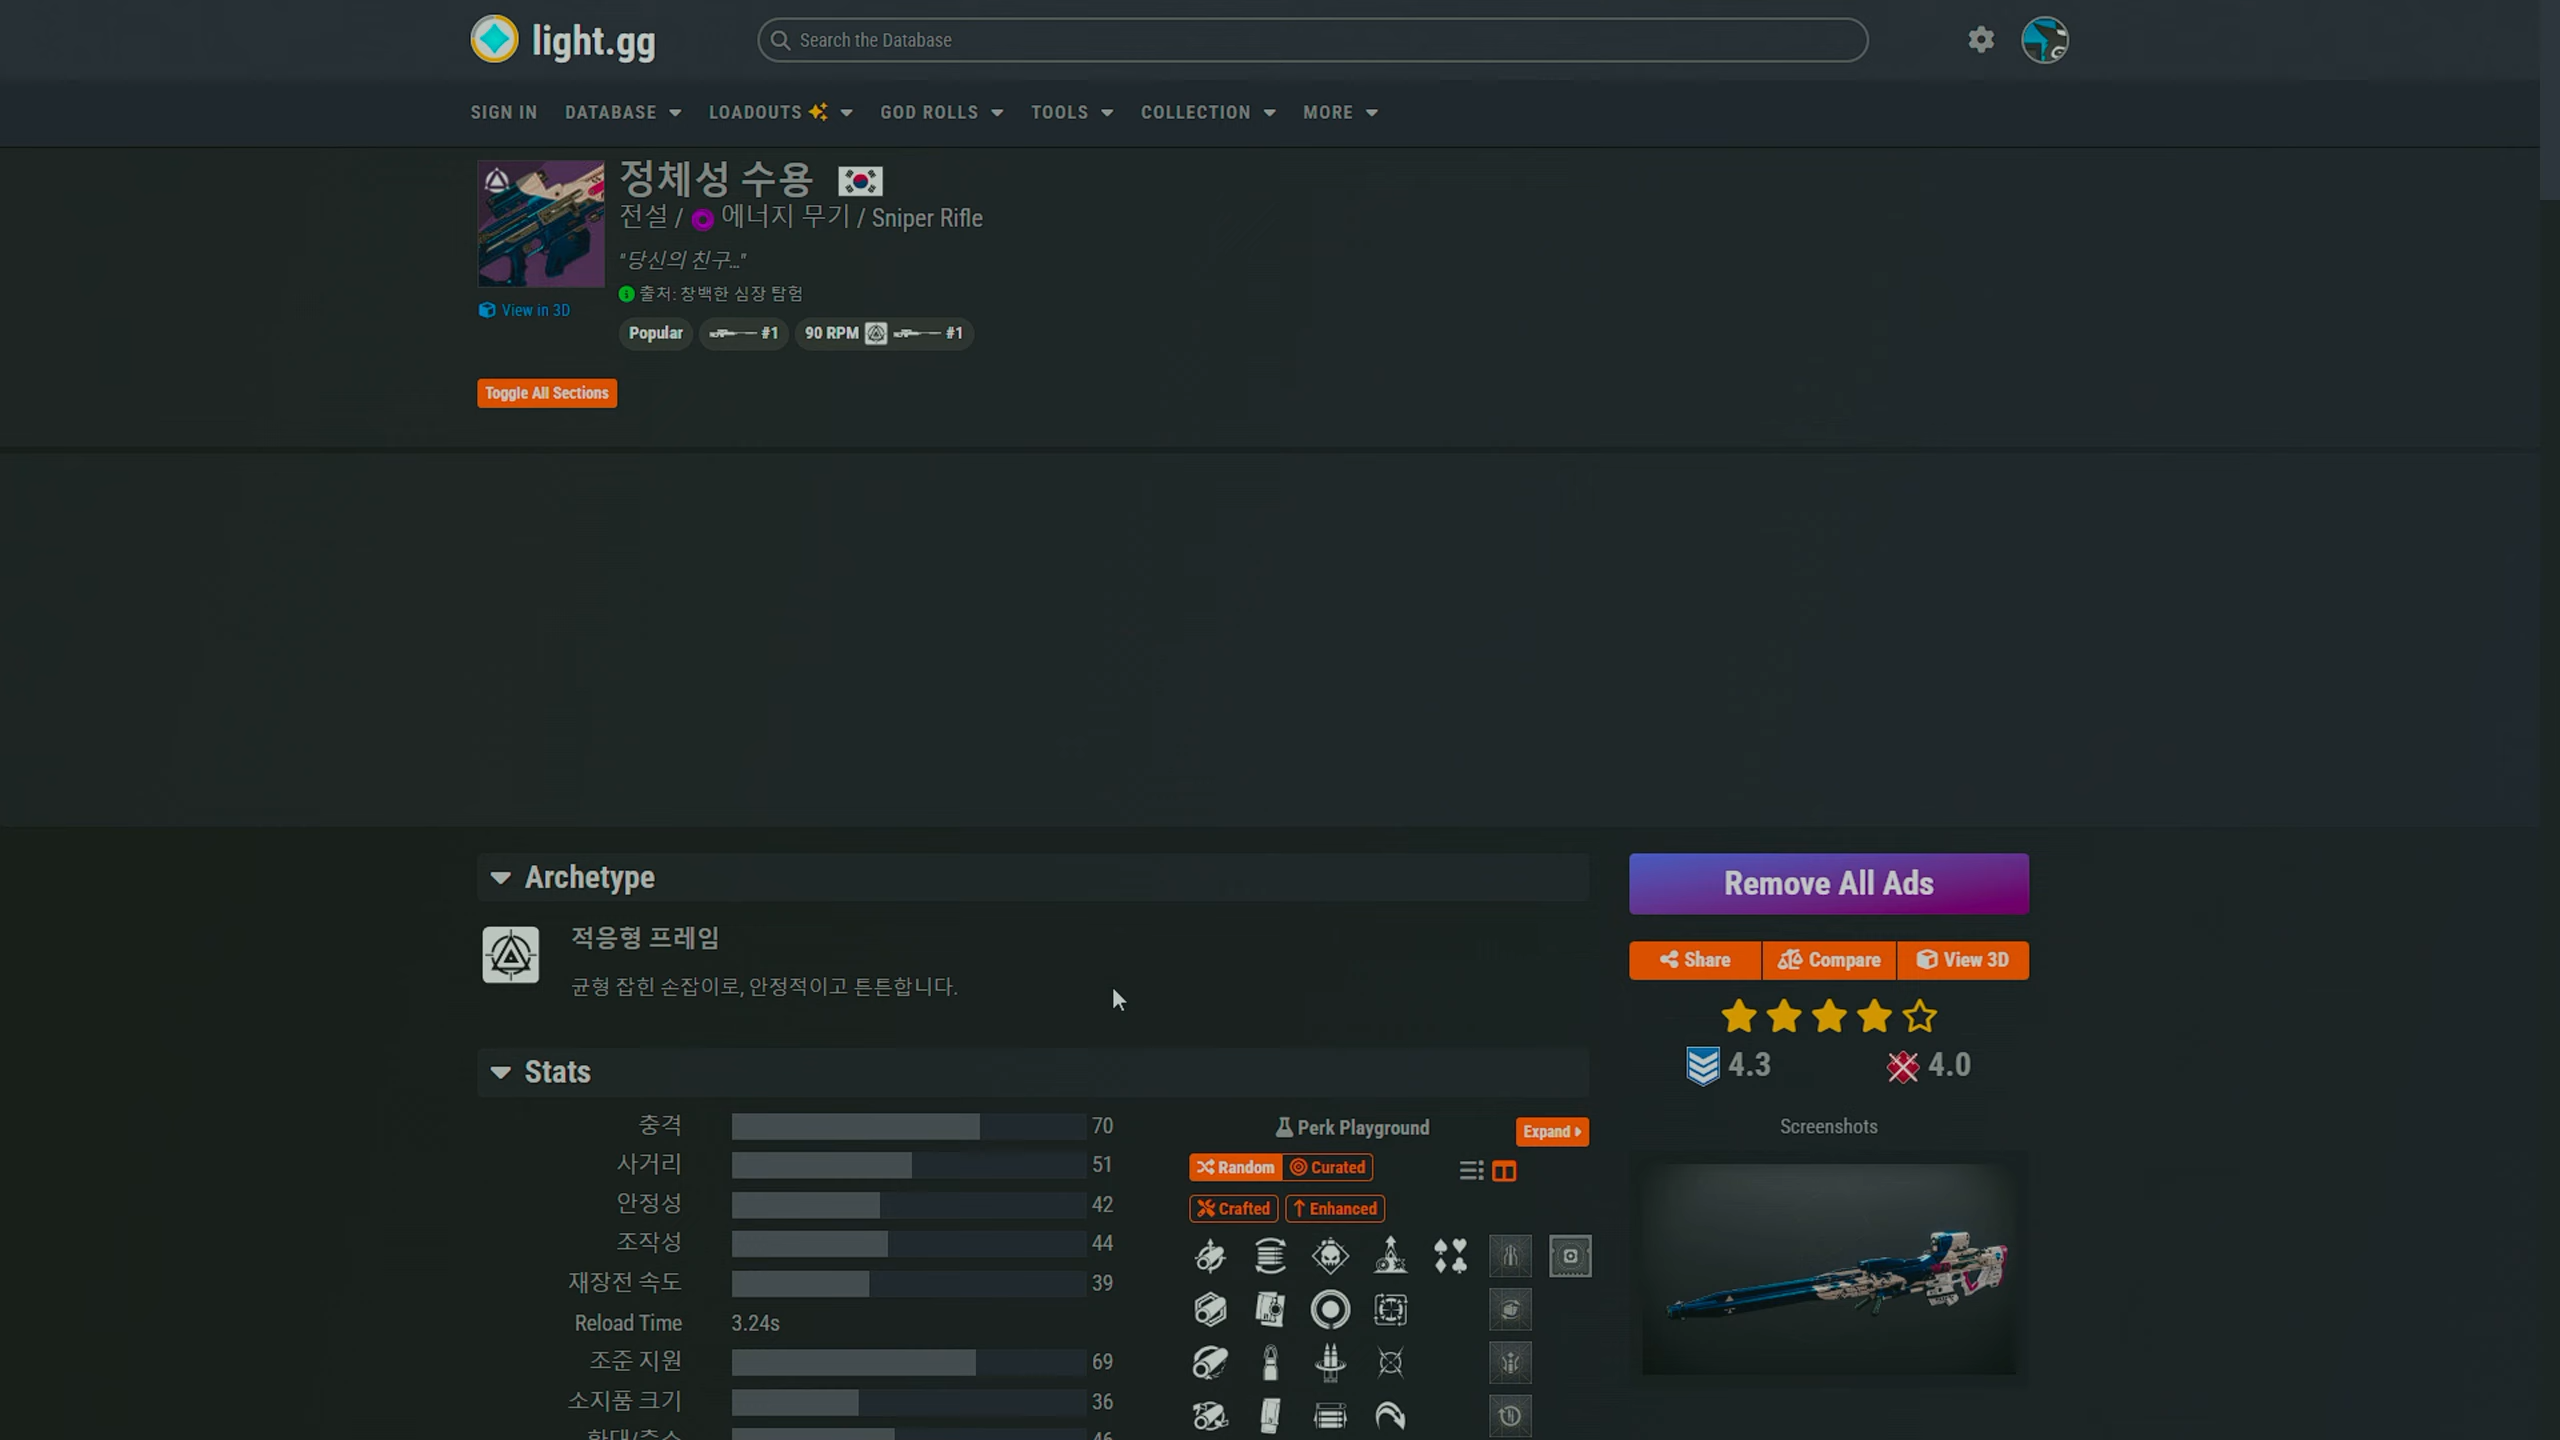 light.gg
Search the Database
SIGN IN DATABASE LOADOUTS GOD ROLLS TOOLS COLLECTION MORE
정체성 수용
전설 / 에너지 무기 / Sniper Rifle
"당신의 친구..."
출처: 창백한 심장 탐험
View in 3D
Popular #1 90 RPM #1
Toggle All Sections
Archetype
적응형 프레임
균형 잡힌 손잡이로, 안정적이고 튼튼합니다.
Remove All Ads
Share Compare View 3D
4.3 4.0
Screenshots
Stats
충격 70
사거리 51
안정성 42
조작성 44
재장전 속도 39
Reload Time 3.24s
조준 지원 69
소지품 크기 36
Perk Playground Expand
Random Curated
Crafted Enhanced